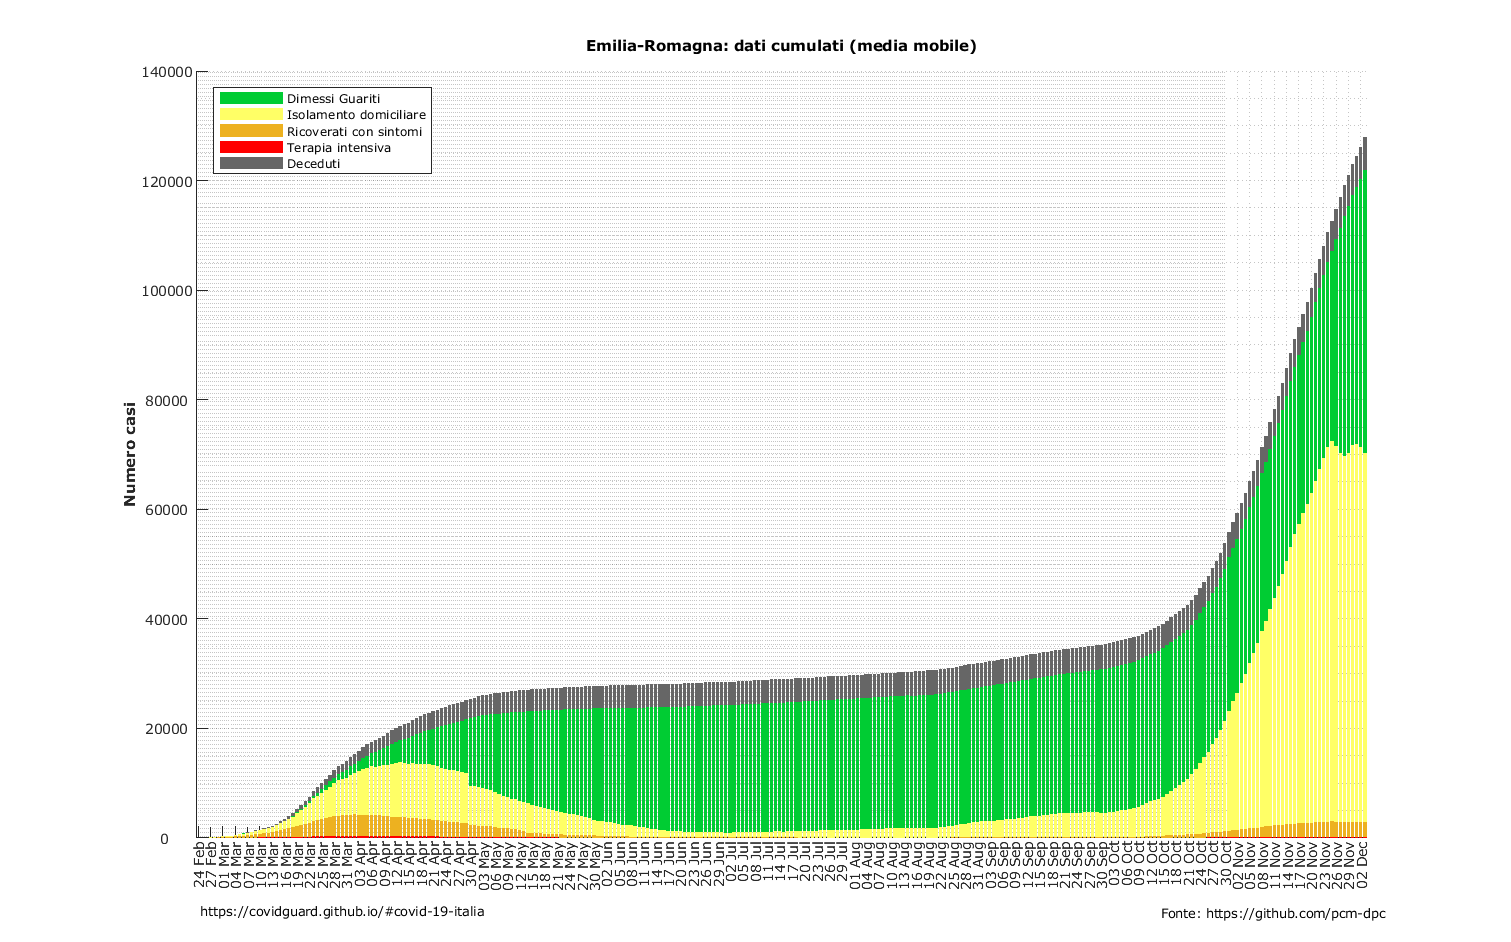 Emilia-Romagna: dati cumulati (media mobile)
140000
120000
100000
80000
60000
40000
20000
0
Numero casi
Dimessi Guariti
Isolamento domiciliare
Ricoverati con sintomi
Terapia intensiva
Deceduti
24 Feb
27 Feb
01 Mar
04 Mar
07 Mar
10 Mar
13 Mar
16 Mar
19 Mar
22 Mar
25 Mar
28 Mar
31 Mar
03 Apr
06 Apr
09 Apr
12 Apr
15 Apr
18 Apr
21 Apr
24 Apr
27 Apr
30 Apr
03 May
06 May
09 May
12 May
15 May
18 May
21 May
24 May
27 May
30 May
02 Jun
05 Jun
08 Jun
11 Jun
14 Jun
17 Jun
20 Jun
23 Jun
26 Jun
29 Jun
02 Jul
05 Jul
08 Jul
11 Jul
14 Jul
17 Jul
20 Jul
23 Jul
26 Jul
29 Jul
01 Aug
04 Aug
07 Aug
10 Aug
13 Aug
16 Aug
19 Aug
22 Aug
25 Aug
28 Aug
31 Aug
03 Sep
06 Sep
09 Sep
12 Sep
15 Sep
18 Sep
21 Sep
24 Sep
27 Sep
30 Sep
03 Oct
06 Oct
09 Oct
12 Oct
15 Oct
18 Oct
21 Oct
24 Oct
27 Oct
30 Oct
02 Nov
05 Nov
08 Nov
11 Nov
14 Nov
17 Nov
20 Nov
23 Nov
26 Nov
29 Nov
02 Dec
https://covidguard.github.io/#covid-19-italia
Fonte: https://github.com/pcm-dpc